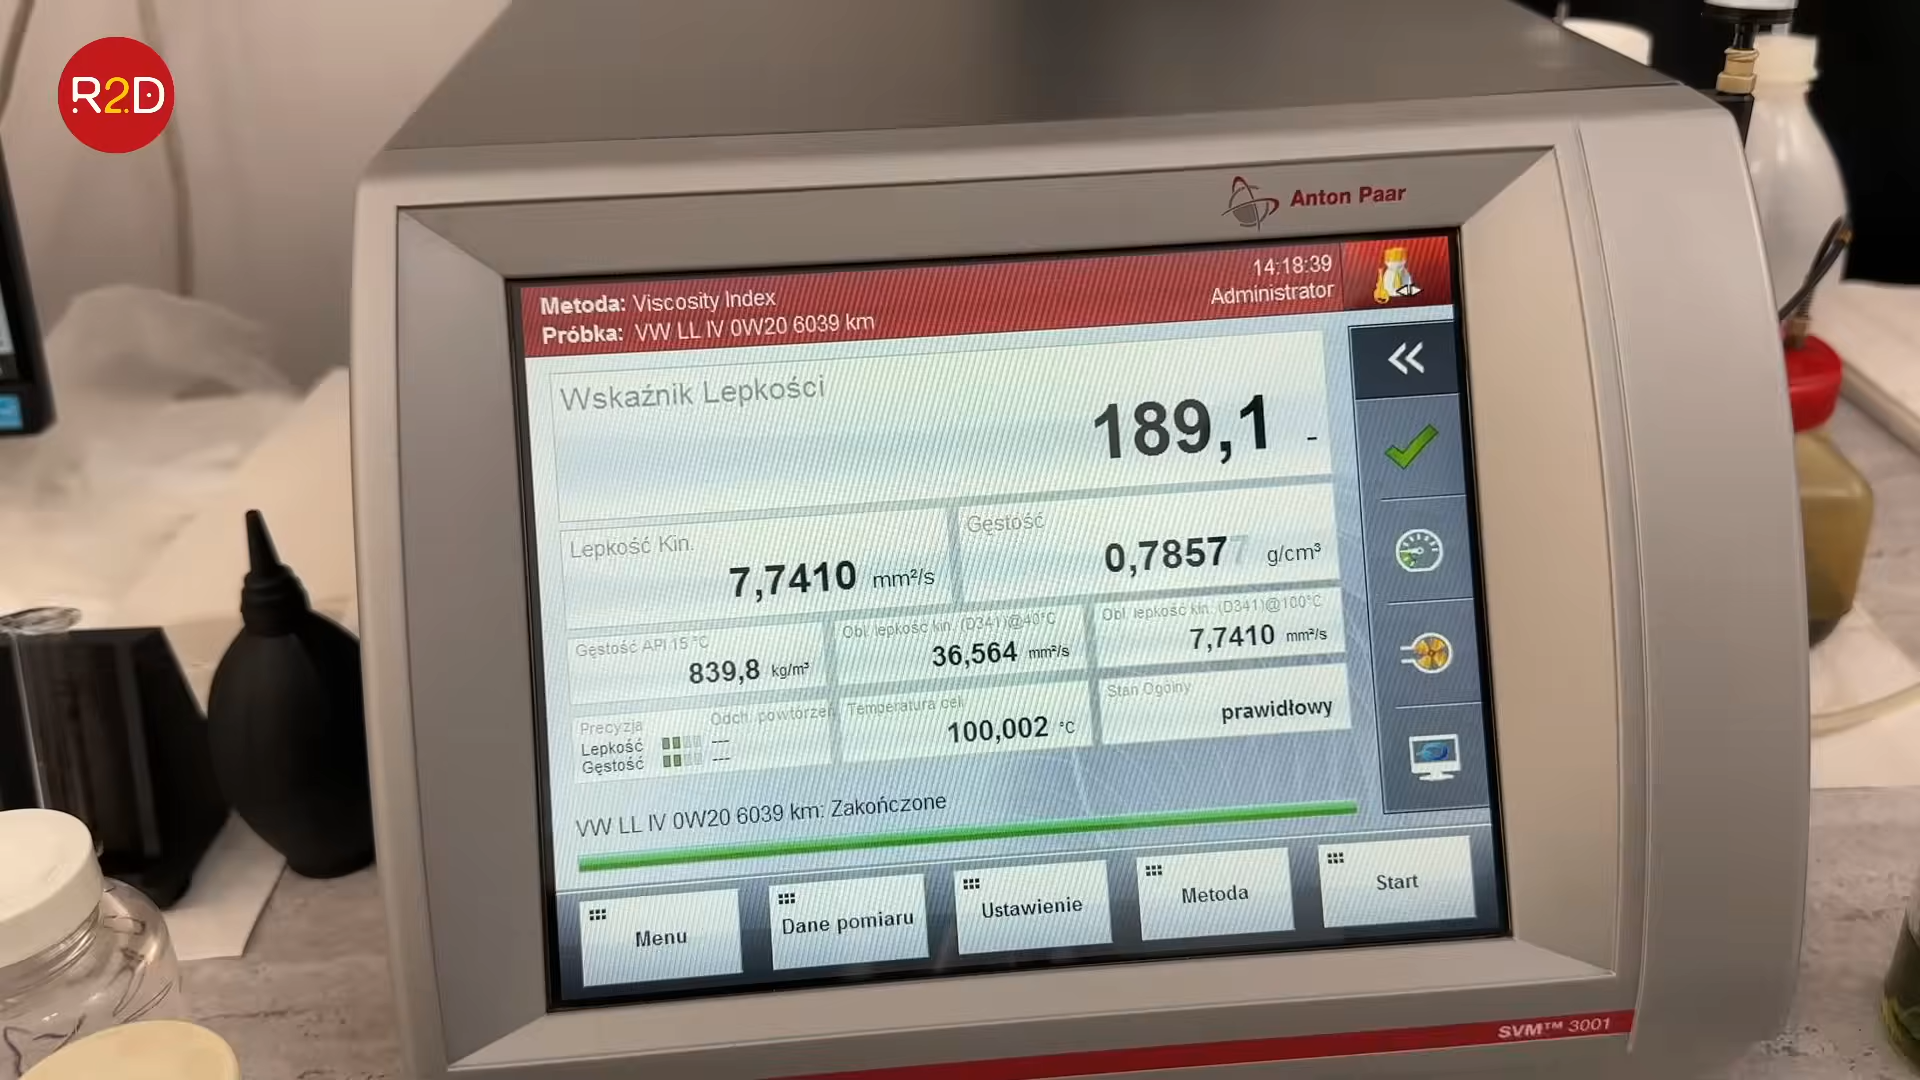 R2D
Anton Paar
14:18:39
Administrator
Metoda: Viscosity Index
Próbka: VW LL IV 0W20 6039 km
Wskaźnik Lepkości
189,1 -
Lepkość Kin.
7,7410 mm²/s
Gęstość
0,78577 g/cm³
Gęstość API 15 °C
839,8 kg/m³
Obl. lepkość kin. (D341)@40°C
36,564 mm²/s
Obl. lepkość kin. (D341)@100°C
7,7410 mm²/s
Precyzja Odch. powtórzeń
Lepkość ---
Gęstość ---
Temperatura celi
100,002 °C
Stan Ogólny
prawidłowy
VW LL IV 0W20 6039 km: Zakończone
Menu
Dane pomiaru
Ustawienie
Metoda
Start
SVM™ 3001